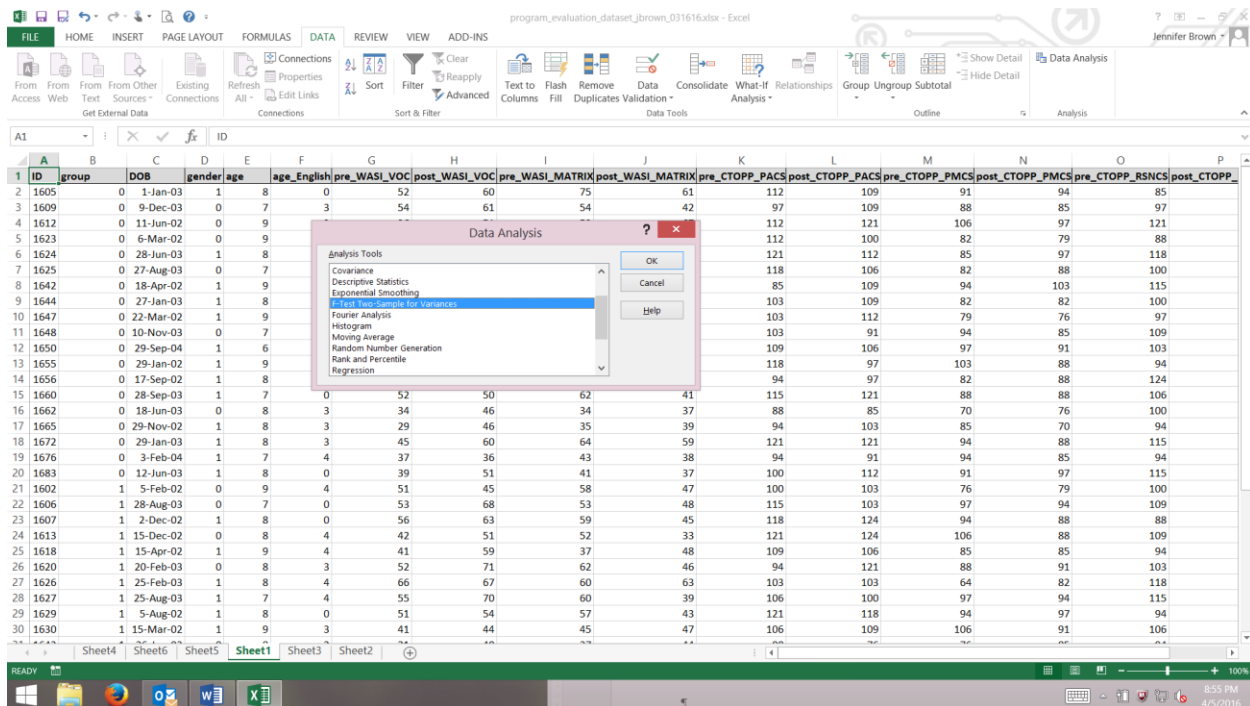 program_evaluation_dataset_jbrown_031616.xlsx - Excel
FILE HOME INSERT PAGE LAYOUT FORMULAS DATA REVIEW VIEW ADD-INS Jennifer Brown
From Access From Web From Text From Other Sources Existing Connections Refresh All Connections Properties Edit Links Sort Filter Clear Reapply Advanced Text to Columns Flash Fill Remove Duplicates Data Validation Consolidate What-If Analysis Relationships Group Ungroup Subtotal Show Detail Hide Detail Data Analysis
Get External Data Connections Sort & Filter Data Tools Outline Analysis
A1 fx ID
A B C D E F G H I J K L M N O P
1 ID group DOB gender age age_English pre_WASI_VOC post_WASI_VOC pre_WASI_MATRIX post_WASI_MATRIX pre_CTOPP_PACS post_CTOPP_PACS pre_CTOPP_PMCS post_CTOPP_PMCS pre_CTOPP_RSNCS post_CTOPP_
2 1605 0 1-Jan-03 1 8 0 52 60 75 61 112 109 91 94 85
3 1609 0 9-Dec-03 0 7 3 54 61 54 42 97 109 88 85 97
4 1612 0 11-Jun-02 0 9 112 121 106 97 121
5 1623 0 6-Mar-02 0 9 112 100 82 79 88
6 1624 0 28-Jun-03 1 8 121 112 85 97 118
7 1625 0 27-Aug-03 0 7 118 106 82 88 100
8 1642 0 18-Apr-02 1 9 85 109 94 103 115
9 1644 0 27-Jan-03 1 8 103 109 82 82 100
10 1647 0 22-Mar-02 1 9 103 112 79 76 97
11 1648 0 10-Nov-03 0 7 103 91 94 85 109
12 1650 0 29-Sep-04 1 6 109 106 97 91 103
13 1655 0 29-Jan-02 1 9 118 97 103 88 94
14 1656 0 17-Sep-02 1 8 94 97 82 88 124
Data Analysis ? ×
Analysis Tools
Covariance
Descriptive Statistics
Exponential Smoothing
F-Test Two-Sample for Variances
Fourier Analysis
Histogram
Moving Average
Random Number Generation
Rank and Percentile
Regression
OK
Cancel
Help
15 1660 0 28-Sep-03 1 7 0 52 50 62 41 115 121 88 88 106
16 1662 0 18-Jun-03 0 8 3 34 46 34 37 88 85 70 76 100
17 1665 0 29-Nov-02 1 8 3 29 46 35 39 94 103 85 70 94
18 1672 0 29-Jan-03 1 8 3 45 60 64 59 121 121 94 88 115
19 1676 0 3-Feb-04 1 7 4 37 36 43 38 94 91 94 85 94
20 1683 0 12-Jun-03 1 8 0 39 51 41 37 100 112 91 97 115
21 1602 1 5-Feb-02 0 9 4 51 45 58 47 100 103 76 79 100
22 1606 1 28-Aug-03 0 7 0 53 68 53 48 115 103 97 94 109
23 1607 1 2-Dec-02 1 8 0 56 63 59 45 118 124 94 88 88
24 1613 1 15-Dec-02 0 8 4 42 51 52 33 121 124 106 88 109
25 1618 1 15-Apr-02 1 9 4 41 59 37 48 109 106 85 85 94
26 1620 1 20-Feb-03 0 8 3 52 71 62 46 94 121 88 91 103
27 1626 1 25-Feb-03 1 8 4 66 67 60 63 103 103 64 82 118
28 1627 1 25-Aug-03 1 7 4 55 70 60 39 106 100 97 94 115
29 1629 1 5-Aug-02 1 8 0 51 54 57 43 121 118 94 97 94
30 1630 1 15-Mar-02 1 9 3 41 44 45 47 106 109 106 91 106
Sheet4 Sheet6 Sheet5 Sheet1 Sheet3 Sheet2
READY 100%
8:55 PM
4/5/2016